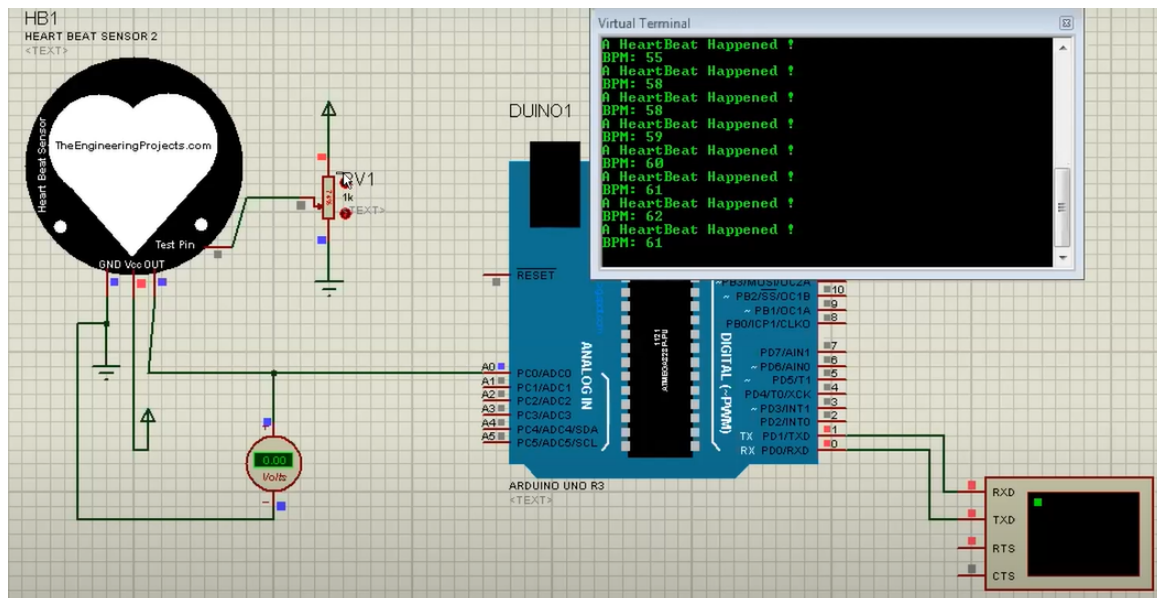 HB1
HEART BEAT SENSOR 2
<TEXT>
Heart Beat Sensor
TheEngineeringProjects.com
Test Pin
GND Vcc OUT
RV1
1k
<TEXT>
Volts
0.00
+
-
DUINO1
RESET
A0 PC0/ADC0
A1 PC1/ADC1
A2 PC2/ADC2
A3 PC3/ADC3
A4 PC4/ADC4/SDA
A5 PC5/ADC5/SCL
ANALOG IN
1121
DIGITAL (~PWM)
~PB3/MOSI/OC2A
~ PB2/SS/OC1B 10
~ PB1/OC1A 9
PB0/ICP1/CLKO 8
PD7/AIN1 7
~ PD6/AIN0 6
~ PD5/T1 5
PD4/T0/XCK 4
~ PD3/INT1 3
PD2/INT0 2
TX PD1/TXD 1
RX PD0/RXD 0
ARDUINO UNO R3
<TEXT>
Virtual Terminal
A HeartBeat Happened !
BPM: 55
A HeartBeat Happened !
BPM: 58
A HeartBeat Happened !
BPM: 58
A HeartBeat Happened !
BPM: 59
A HeartBeat Happened !
BPM: 60
A HeartBeat Happened !
BPM: 61
A HeartBeat Happened !
BPM: 62
A HeartBeat Happened !
BPM: 61
RXD
TXD
RTS
CTS